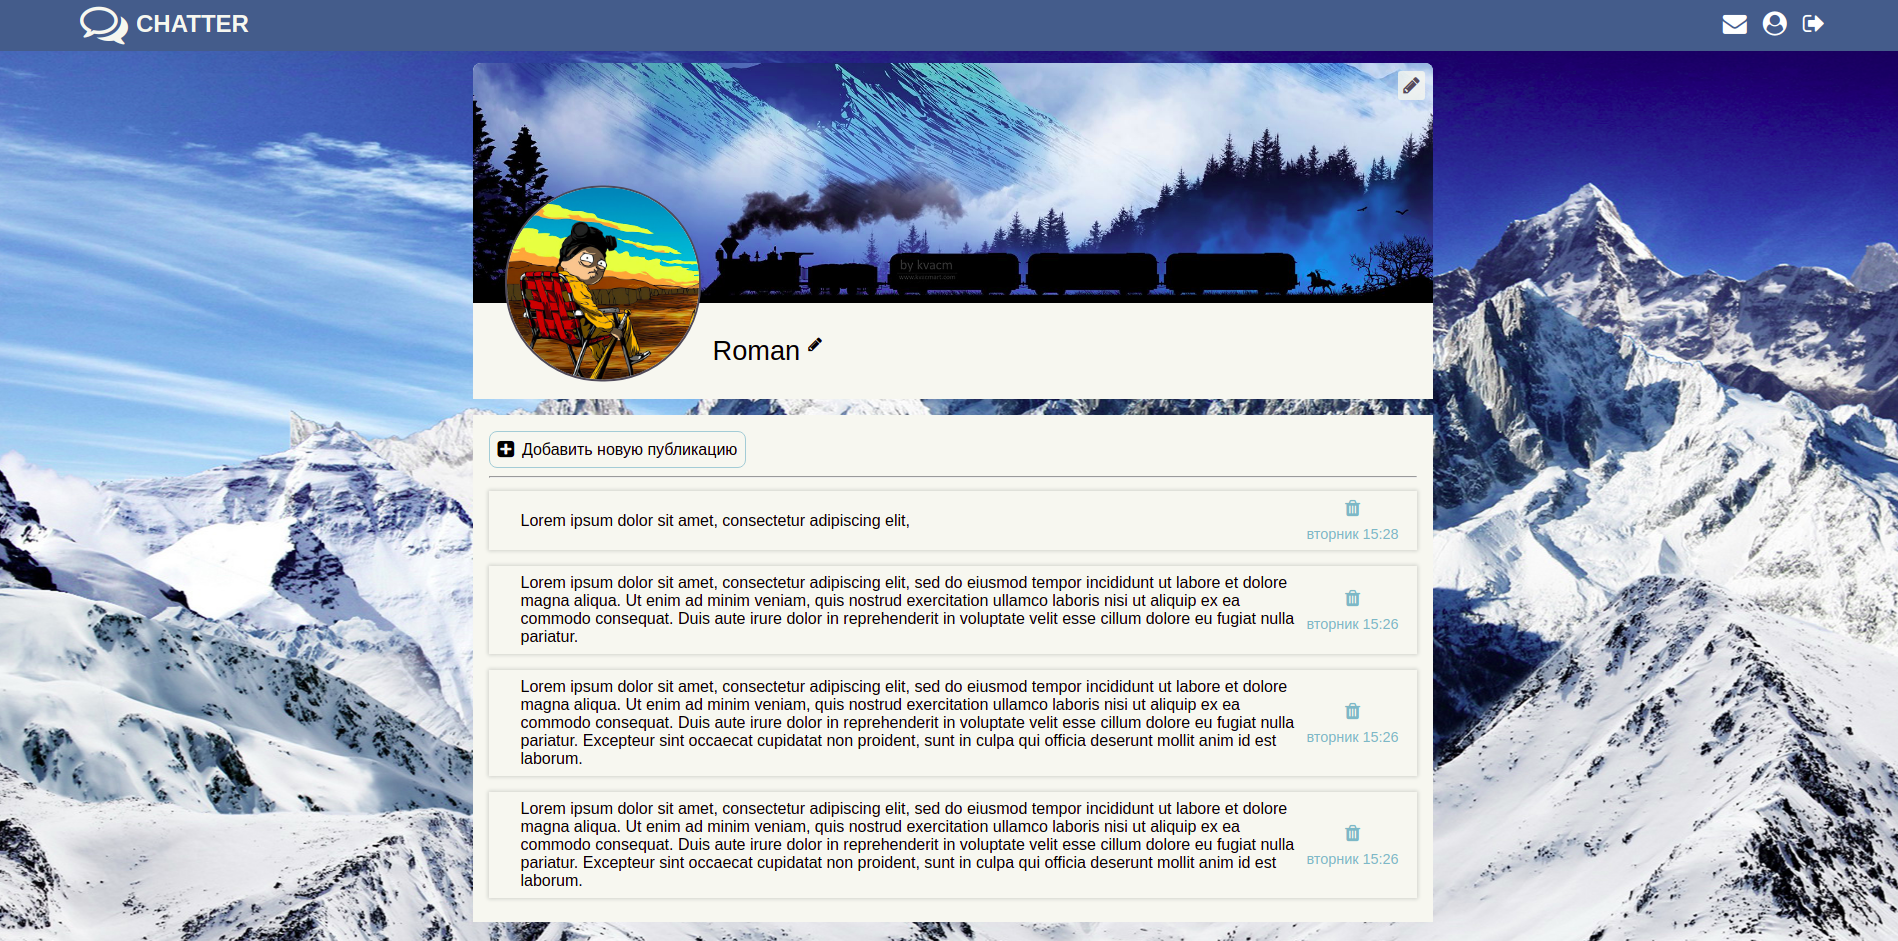 CHATTER
by kvacm
www.kvacmart.com
Roman
Добавить новую публикацию
Lorem ipsum dolor sit amet, consectetur adipiscing elit,
вторник 15:28
Lorem ipsum dolor sit amet, consectetur adipiscing elit, sed do eiusmod tempor incididunt ut labore et dolore
magna aliqua. Ut enim ad minim veniam, quis nostrud exercitation ullamco laboris nisi ut aliquip ex ea
commodo consequat. Duis aute irure dolor in reprehenderit in voluptate velit esse cillum dolore eu fugiat nulla
pariatur.
вторник 15:26
Lorem ipsum dolor sit amet, consectetur adipiscing elit, sed do eiusmod tempor incididunt ut labore et dolore
magna aliqua. Ut enim ad minim veniam, quis nostrud exercitation ullamco laboris nisi ut aliquip ex ea
commodo consequat. Duis aute irure dolor in reprehenderit in voluptate velit esse cillum dolore eu fugiat nulla
pariatur. Excepteur sint occaecat cupidatat non proident, sunt in culpa qui officia deserunt mollit anim id est
laborum.
вторник 15:26
Lorem ipsum dolor sit amet, consectetur adipiscing elit, sed do eiusmod tempor incididunt ut labore et dolore
magna aliqua. Ut enim ad minim veniam, quis nostrud exercitation ullamco laboris nisi ut aliquip ex ea
commodo consequat. Duis aute irure dolor in reprehenderit in voluptate velit esse cillum dolore eu fugiat nulla
pariatur. Excepteur sint occaecat cupidatat non proident, sunt in culpa qui officia deserunt mollit anim id est
laborum.
вторник 15:26